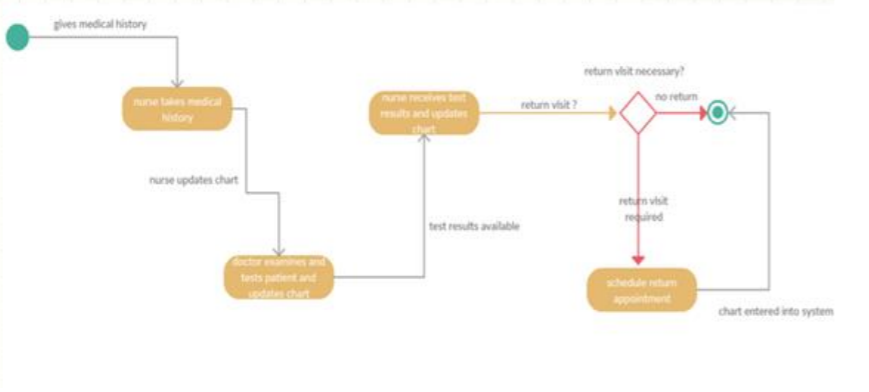 gives medical history
nurse takes medical
history
nurse updates chart
doctor examines and
tests patient and
updates chart
test results available
nurse receives test
results and updates
chart
return visit ?
return visit necessary?
no return
return visit
required
schedule return
appointment
chart entered into system